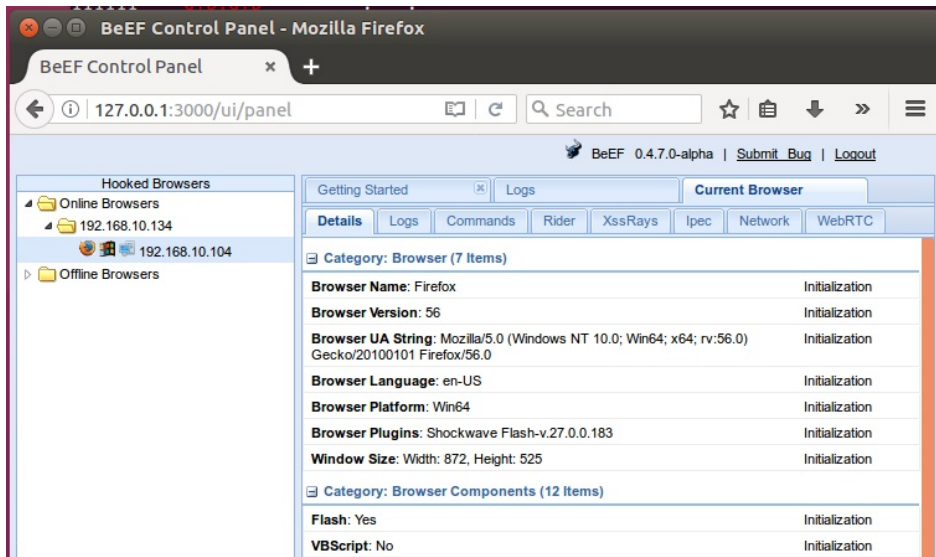 BeEF Control Panel - Mozilla Firefox
BeEF Control Panel
127.0.0.1:3000/ui/panel
Search
BeEF 0.4.7.0-alpha | Submit Bug | Logout
Hooked Browsers
Online Browsers
192.168.10.134
192.168.10.104
Offline Browsers
Getting Started
Logs
Current Browser
Details
Logs
Commands
Rider
XssRays
Ipec
Network
WebRTC
Category: Browser (7 Items)
Browser Name: Firefox Initialization
Browser Version: 56 Initialization
Browser UA String: Mozilla/5.0 (Windows NT 10.0; Win64; x64; rv:56.0) Initialization
Gecko/20100101 Firefox/56.0
Browser Language: en-US Initialization
Browser Platform: Win64 Initialization
Browser Plugins: Shockwave Flash-v.27.0.0.183 Initialization
Window Size: Width: 872, Height: 525 Initialization
Category: Browser Components (12 Items)
Flash: Yes Initialization
VBScript: No Initialization